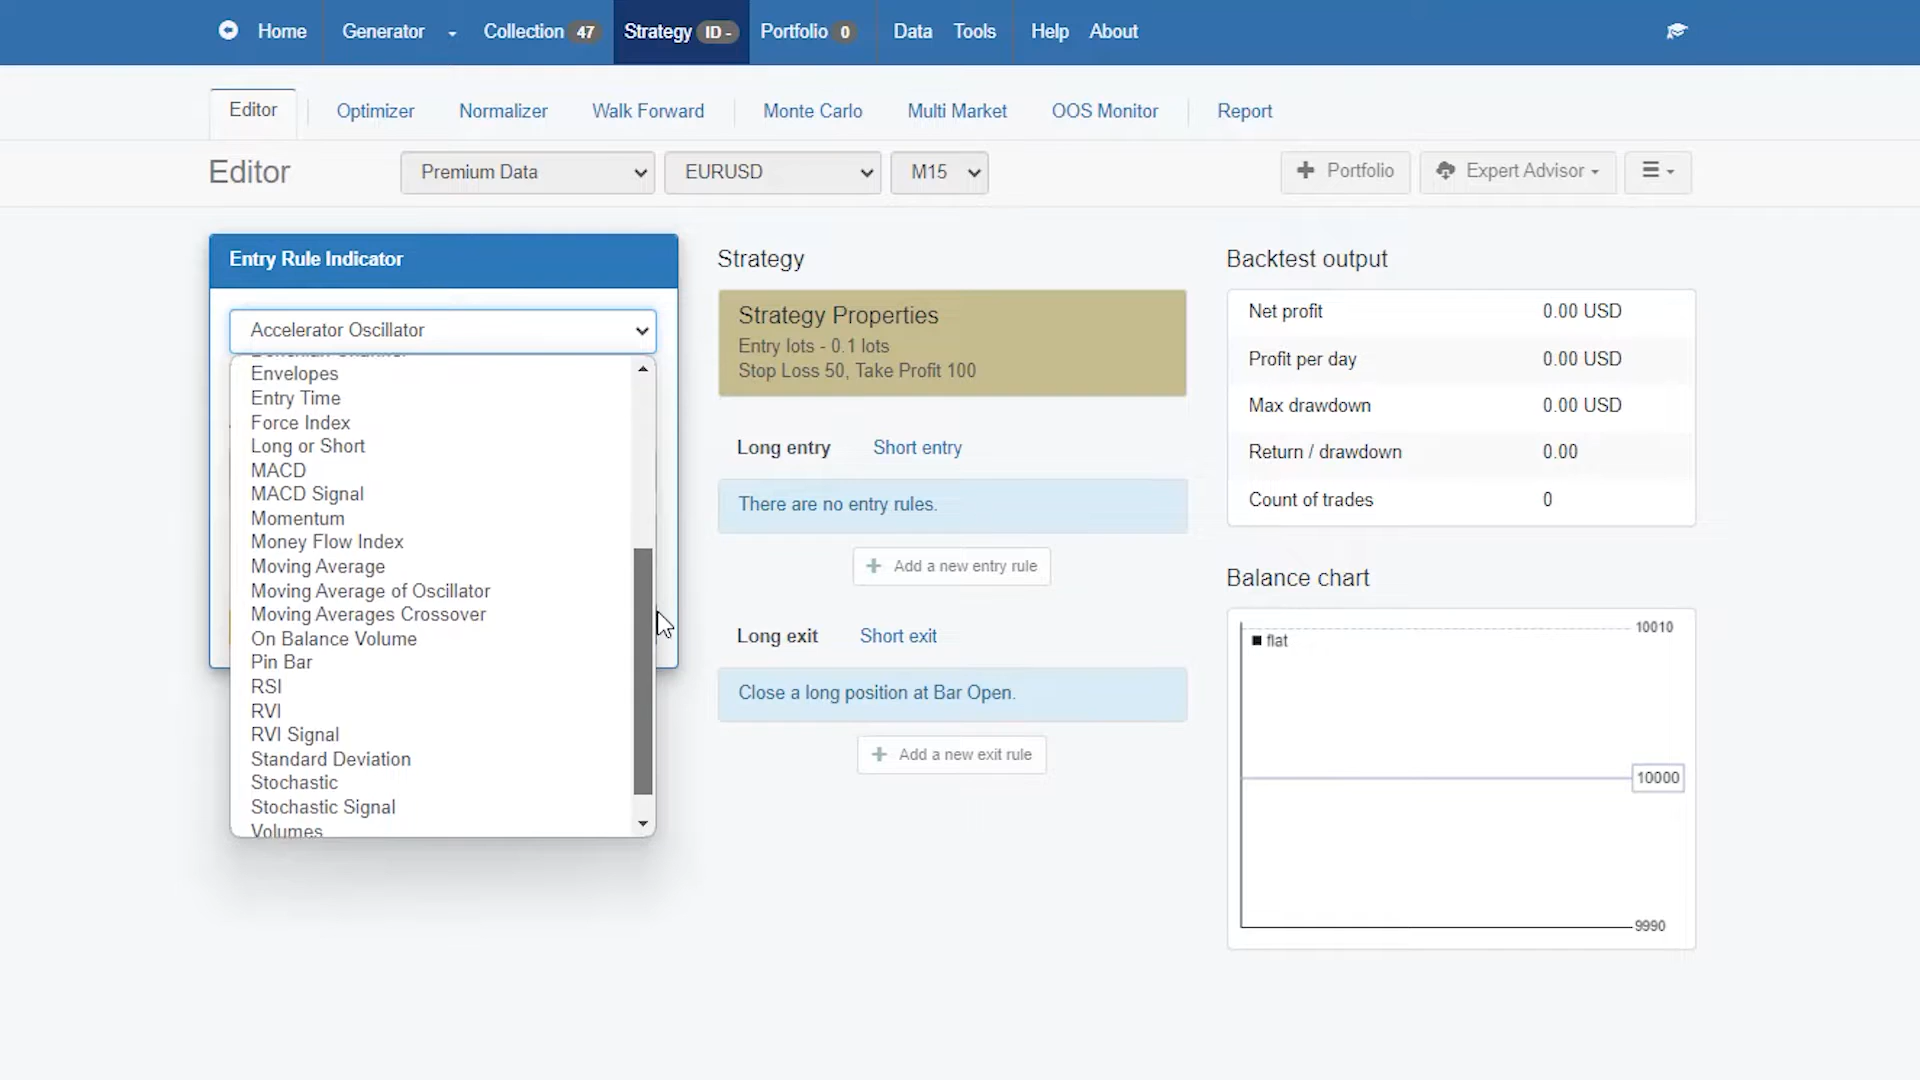 Home
Generator
Collection 47
Strategy ID -
Portfolio 0
Data
Tools
Help
About
Editor
Optimizer
Normalizer
Walk Forward
Monte Carlo
Multi Market
OOS Monitor
Report
Editor
Premium Data
EURUSD
M15
Portfolio
Expert Advisor
Entry Rule Indicator
Accelerator Oscillator
Envelopes
Entry Time
Force Index
Long or Short
MACD
MACD Signal
Momentum
Money Flow Index
Moving Average
Moving Average of Oscillator
Moving Averages Crossover
On Balance Volume
Pin Bar
RSI
RVI
RVI Signal
Standard Deviation
Stochastic
Stochastic Signal
Volumes
Strategy
Strategy Properties
Entry lots - 0.1 lots
Stop Loss 50, Take Profit 100
Long entry
Short entry
There are no entry rules.
Add a new entry rule
Long exit
Short exit
Close a long position at Bar Open.
Add a new exit rule
Backtest output
Net profit 0.00 USD
Profit per day 0.00 USD
Max drawdown 0.00 USD
Return / drawdown 0.00
Count of trades 0
Balance chart
10010
flat
10000
9990